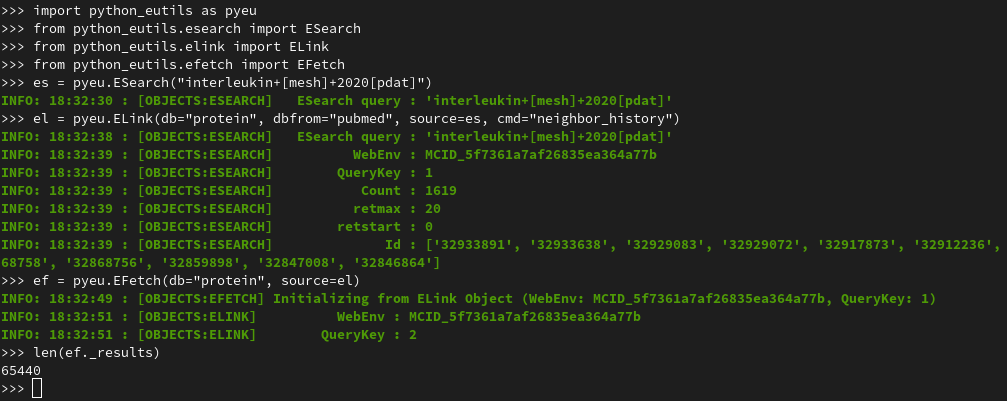 >>> import python_eutils as pyeu
>>> from python_eutils.esearch import ESearch
>>> from python_eutils.elink import ELink
>>> from python_eutils.efetch import EFetch
>>> es = pyeu.ESearch("interleukin+[mesh]+2020[pdat]")
INFO: 18:32:30 : [OBJECTS:ESEARCH]   ESearch query : 'interleukin+[mesh]+2020[pdat]'
>>> el = pyeu.ELink(db="protein", dbfrom="pubmed", source=es, cmd="neighbor_history")
INFO: 18:32:38 : [OBJECTS:ESEARCH]   ESearch query : 'interleukin+[mesh]+2020[pdat]'
INFO: 18:32:39 : [OBJECTS:ESEARCH]          WebEnv : MCID_5f7361a7af26835ea364a77b
INFO: 18:32:39 : [OBJECTS:ESEARCH]        QueryKey : 1
INFO: 18:32:39 : [OBJECTS:ESEARCH]           Count : 1619
INFO: 18:32:39 : [OBJECTS:ESEARCH]          retmax : 20
INFO: 18:32:39 : [OBJECTS:ESEARCH]        retstart : 0
INFO: 18:32:39 : [OBJECTS:ESEARCH]              Id : ['32933891', '32933638', '32929083', '32929072', '32917873', '32912236',
68758', '32868756', '32859898', '32847008', '32846864']
>>> ef = pyeu.EFetch(db="protein", source=el)
INFO: 18:32:49 : [OBJECTS:EFETCH] Initializing from ELink Object (WebEnv: MCID_5f7361a7af26835ea364a77b, QueryKey: 1)
INFO: 18:32:51 : [OBJECTS:ELINK]          WebEnv : MCID_5f7361a7af26835ea364a77b
INFO: 18:32:51 : [OBJECTS:ELINK]        QueryKey : 2
>>> len(ef._results)
65440
>>>